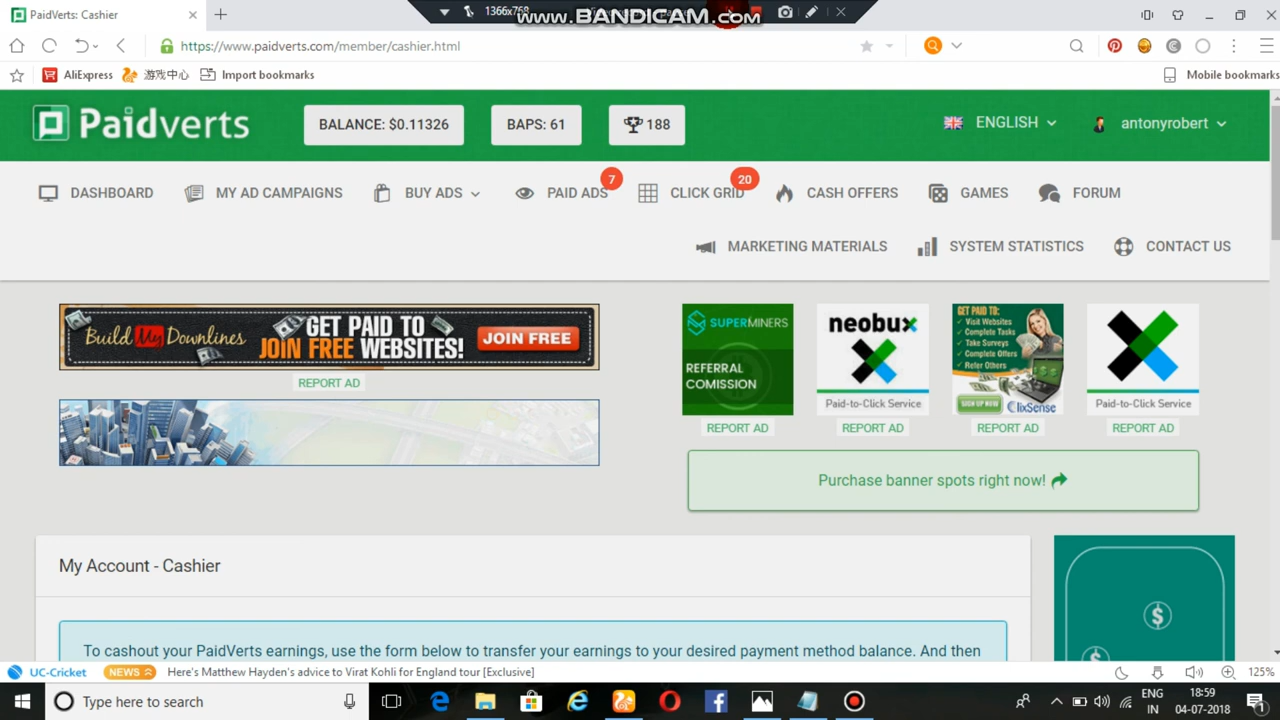 PaidVerts: Cashier
1366x768
www.BANDICAM.com
https://www.paidverts.com/member/cashier.html
AliExpress
游戏中心
Import bookmarks
Mobile bookmarks
Paidverts
BALANCE: $0.11326
BAPS: 61
188
ENGLISH
antonyrobert
DASHBOARD
MY AD CAMPAIGNS
BUY ADS
PAID ADS
7
CLICK GRID
20
CASH OFFERS
GAMES
FORUM
MARKETING MATERIALS
SYSTEM STATISTICS
CONTACT US
Build My Downlines
GET PAID TO
JOIN FREE WEBSITES!
JOIN FREE
REPORT AD
SUPERMINERS
REFERRAL
COMISSION
REPORT AD
neobux
Paid-to-Click Service
REPORT AD
GET PAID TO:
Visit Websites
Complete Tasks
Take Surveys
Complete Offers
Refer Others
SIGN UP NOW
ClixSense
REPORT AD
Paid-to-Click Service
REPORT AD
Purchase banner spots right now!
My Account - Cashier
To cashout your PaidVerts earnings, use the form below to transfer your earnings to your desired payment method balance. And then
UC-Cricket
NEWS
Here's Matthew Hayden's advice to Virat Kohli for England tour [Exclusive]
125%
Type here to search
ENG
IN
18:59
04-07-2018
1